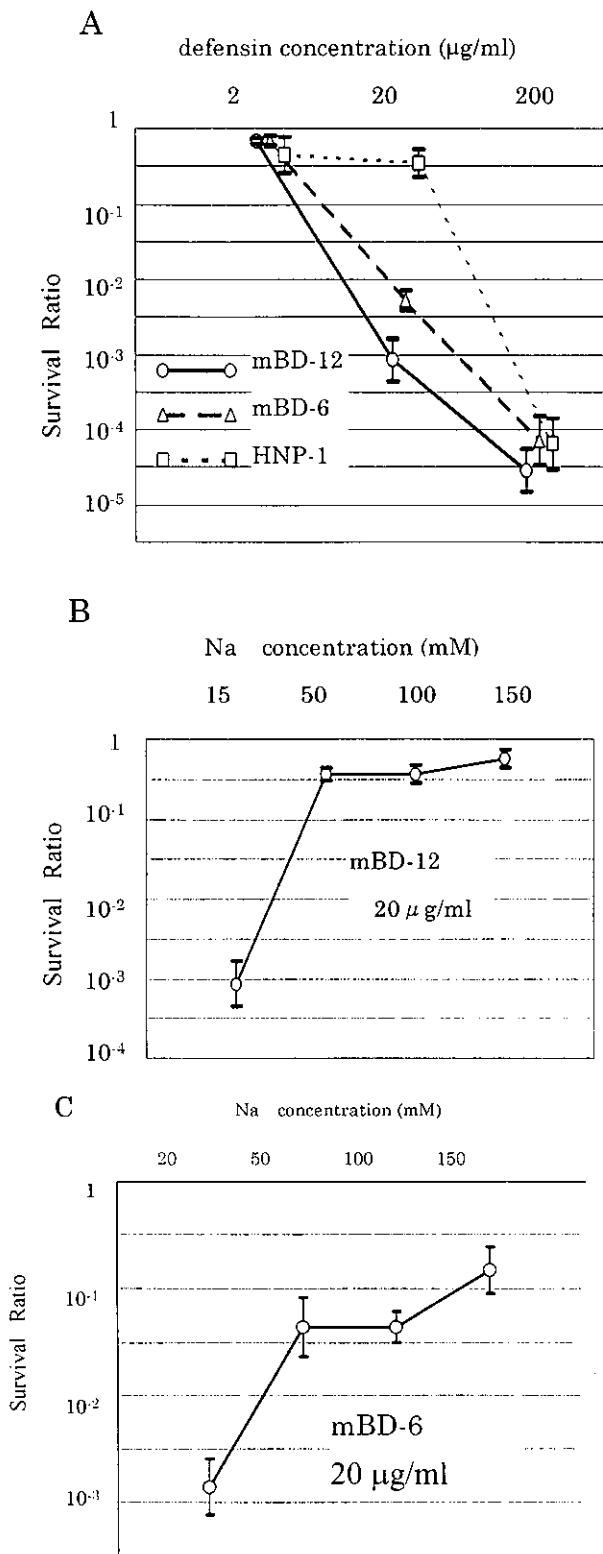 A
defensin concentration (μg/ml)
2 20 200
1
10⁻¹
10⁻²
10⁻³
10⁻⁴
10⁻⁵
Survival Ratio
mBD-12
mBD-6
HNP-1
B
Na concentration (mM)
15 50 100 150
1
10⁻¹
10⁻²
10⁻³
10⁻⁴
Survival Ratio
mBD-12
20 μg/ml
C
Na concentration (mM)
20 50 100 150
1
10⁻¹
10⁻²
10⁻³
Survival Ratio
mBD-6
20 μg/ml